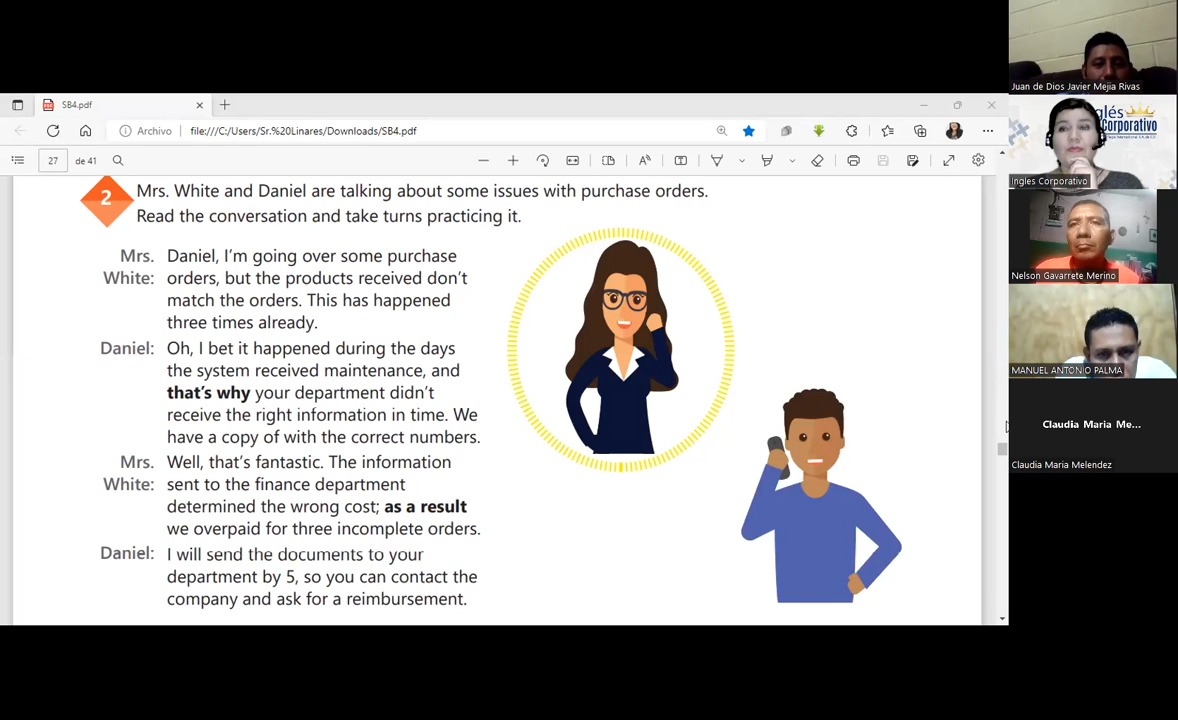 SB4.pdf
Archivo
file:///C:/Users/Sr.%20Linares/Downloads/SB4.pdf
27
de 41
2
Mrs. White and Daniel are talking about some issues with purchase orders.
Read the conversation and take turns practicing it.
Mrs. Daniel, I'm going over some purchase
White: orders, but the products received don't
match the orders. This has happened
three times already.
Daniel: Oh, I bet it happened during the days
the system received maintenance, and
that's why your department didn't
receive the right information in time. We
have a copy of with the correct numbers.
Mrs. Well, that's fantastic. The information
White: sent to the finance department
determined the wrong cost; as a result
we overpaid for three incomplete orders.
Daniel: I will send the documents to your
department by 5, so you can contact the
company and ask for a reimbursement.
Juan de Dios Javier Mejia Rivas
Corporativo
Ingles Corporativo
Nelson Gavarrete Merino
MANUEL ANTONIO PALMA
Claudia Maria Me...
Claudia Maria Melendez